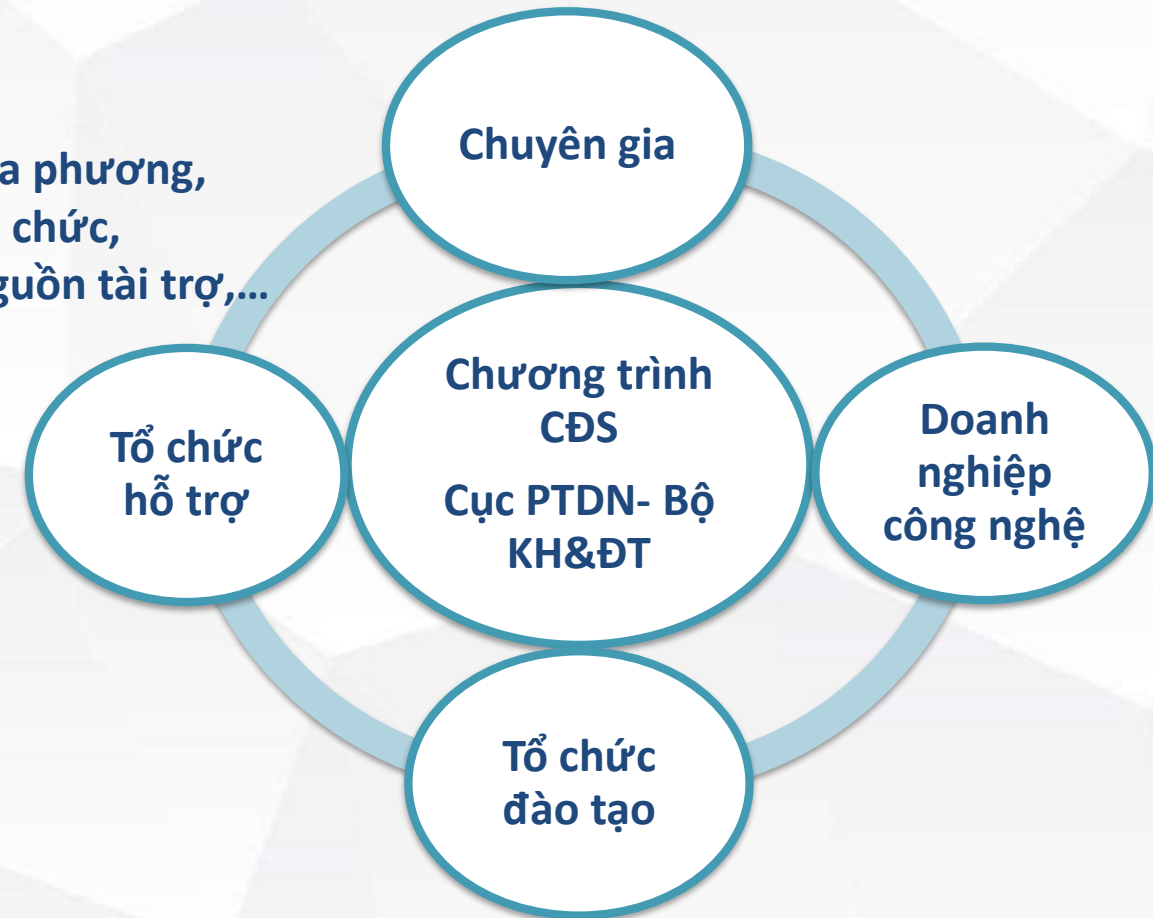 Chuyên gia
a phương,
chức,
guồn tài trợ,...
Chương trình
CĐS
Cục PTDN- Bộ
KH&ĐT
Tổ chức
hỗ trợ
Doanh
nghiệp
công nghệ
Tổ chức
đào tạo